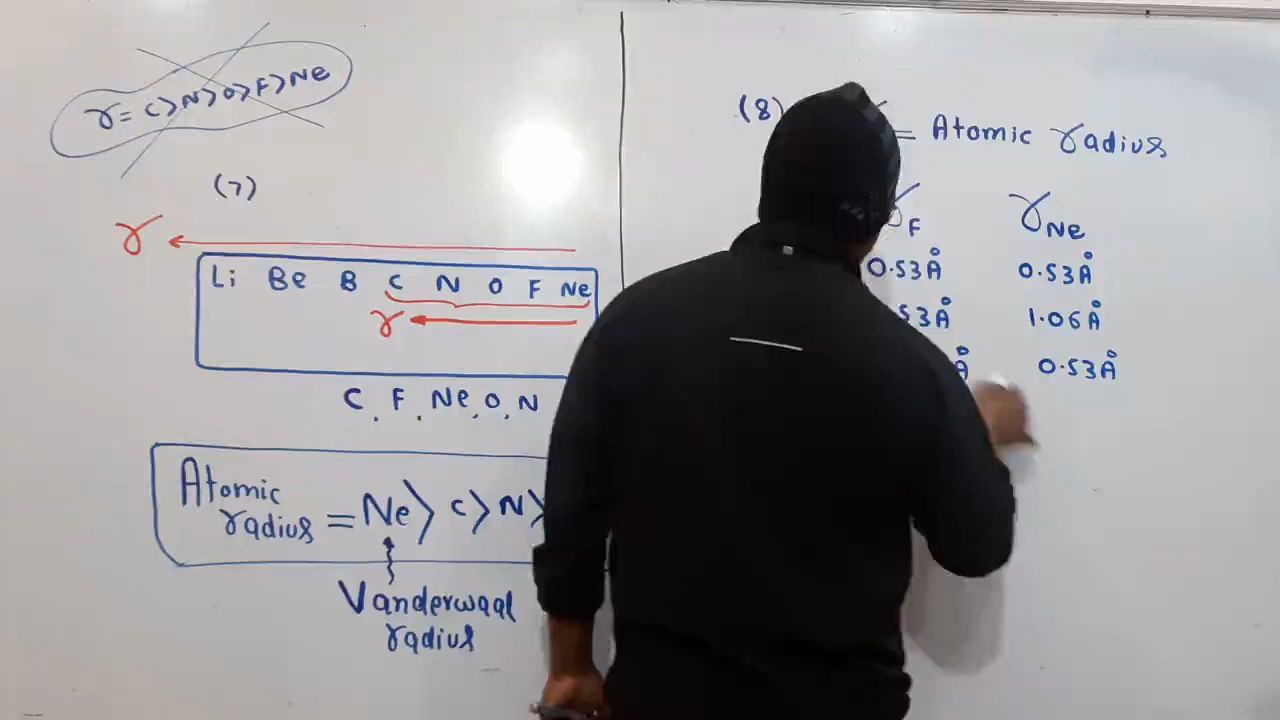 r = C > N > O > F > Ne
(7)
r
Li Be B C N O F Ne
r
C, F, Ne, O, N
Atomic
radius = Ne > C > N >
Vanderwaal
radius
(8) = Atomic radius
F rNe
0.53Å 0.53Å
53Å 1.06Å
Å 0.53Å